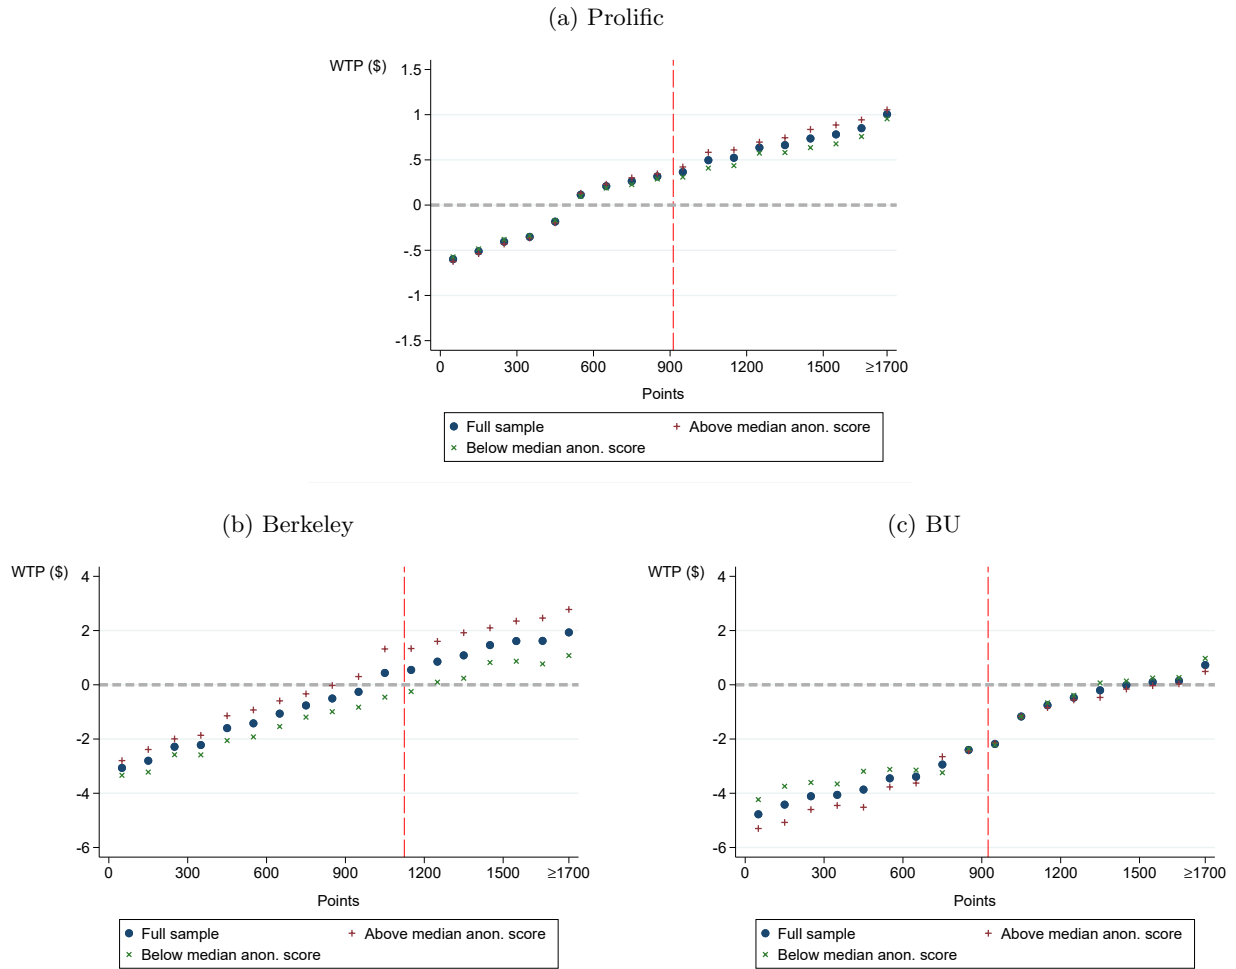 (a) Prolific
WTP ($)
1.5
1
.5
0
-.5
-1
-1.5
0 300 600 900 1200 1500 ≥1700
Points
Full sample Above median anon. score
Below median anon. score
(b) Berkeley
WTP ($)
4
2
0
-2
-4
-6
0 300 600 900 1200 1500 ≥1700
Points
Full sample Above median anon. score
Below median anon. score
(c) BU
WTP ($)
4
2
0
-2
-4
-6
0 300 600 900 1200 1500 ≥1700
Points
Full sample Above median anon. score
Below median anon. score